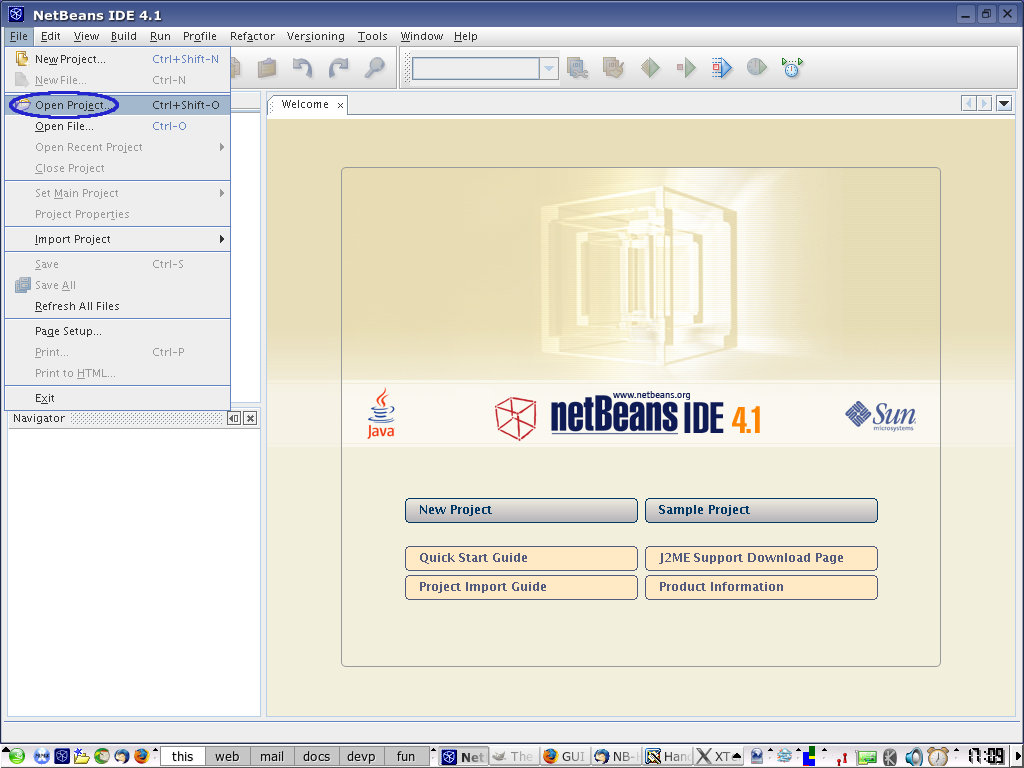 NetBeans IDE 4.1
File Edit View Build Run Profile Refactor Versioning Tools Window Help
New Project... Ctrl+Shift-N
New File... Ctrl-N
Open Project... Ctrl+Shift-O
Open File... Ctrl-O
Open Recent Project
Close Project
Set Main Project
Project Properties
Import Project
Save Ctrl-S
Save All
Refresh All Files
Page Setup...
Print... Ctrl-P
Print to HTML...
Exit
Navigator
Welcome
www.netbeans.org
Java
netBeans IDE 4.1
Sun
microsystems
New Project
Sample Project
Quick Start Guide
J2ME Support Download Page
Project Import Guide
Product Information
this web mail docs devp fun Net The GUI NB- Hand XT 17:09